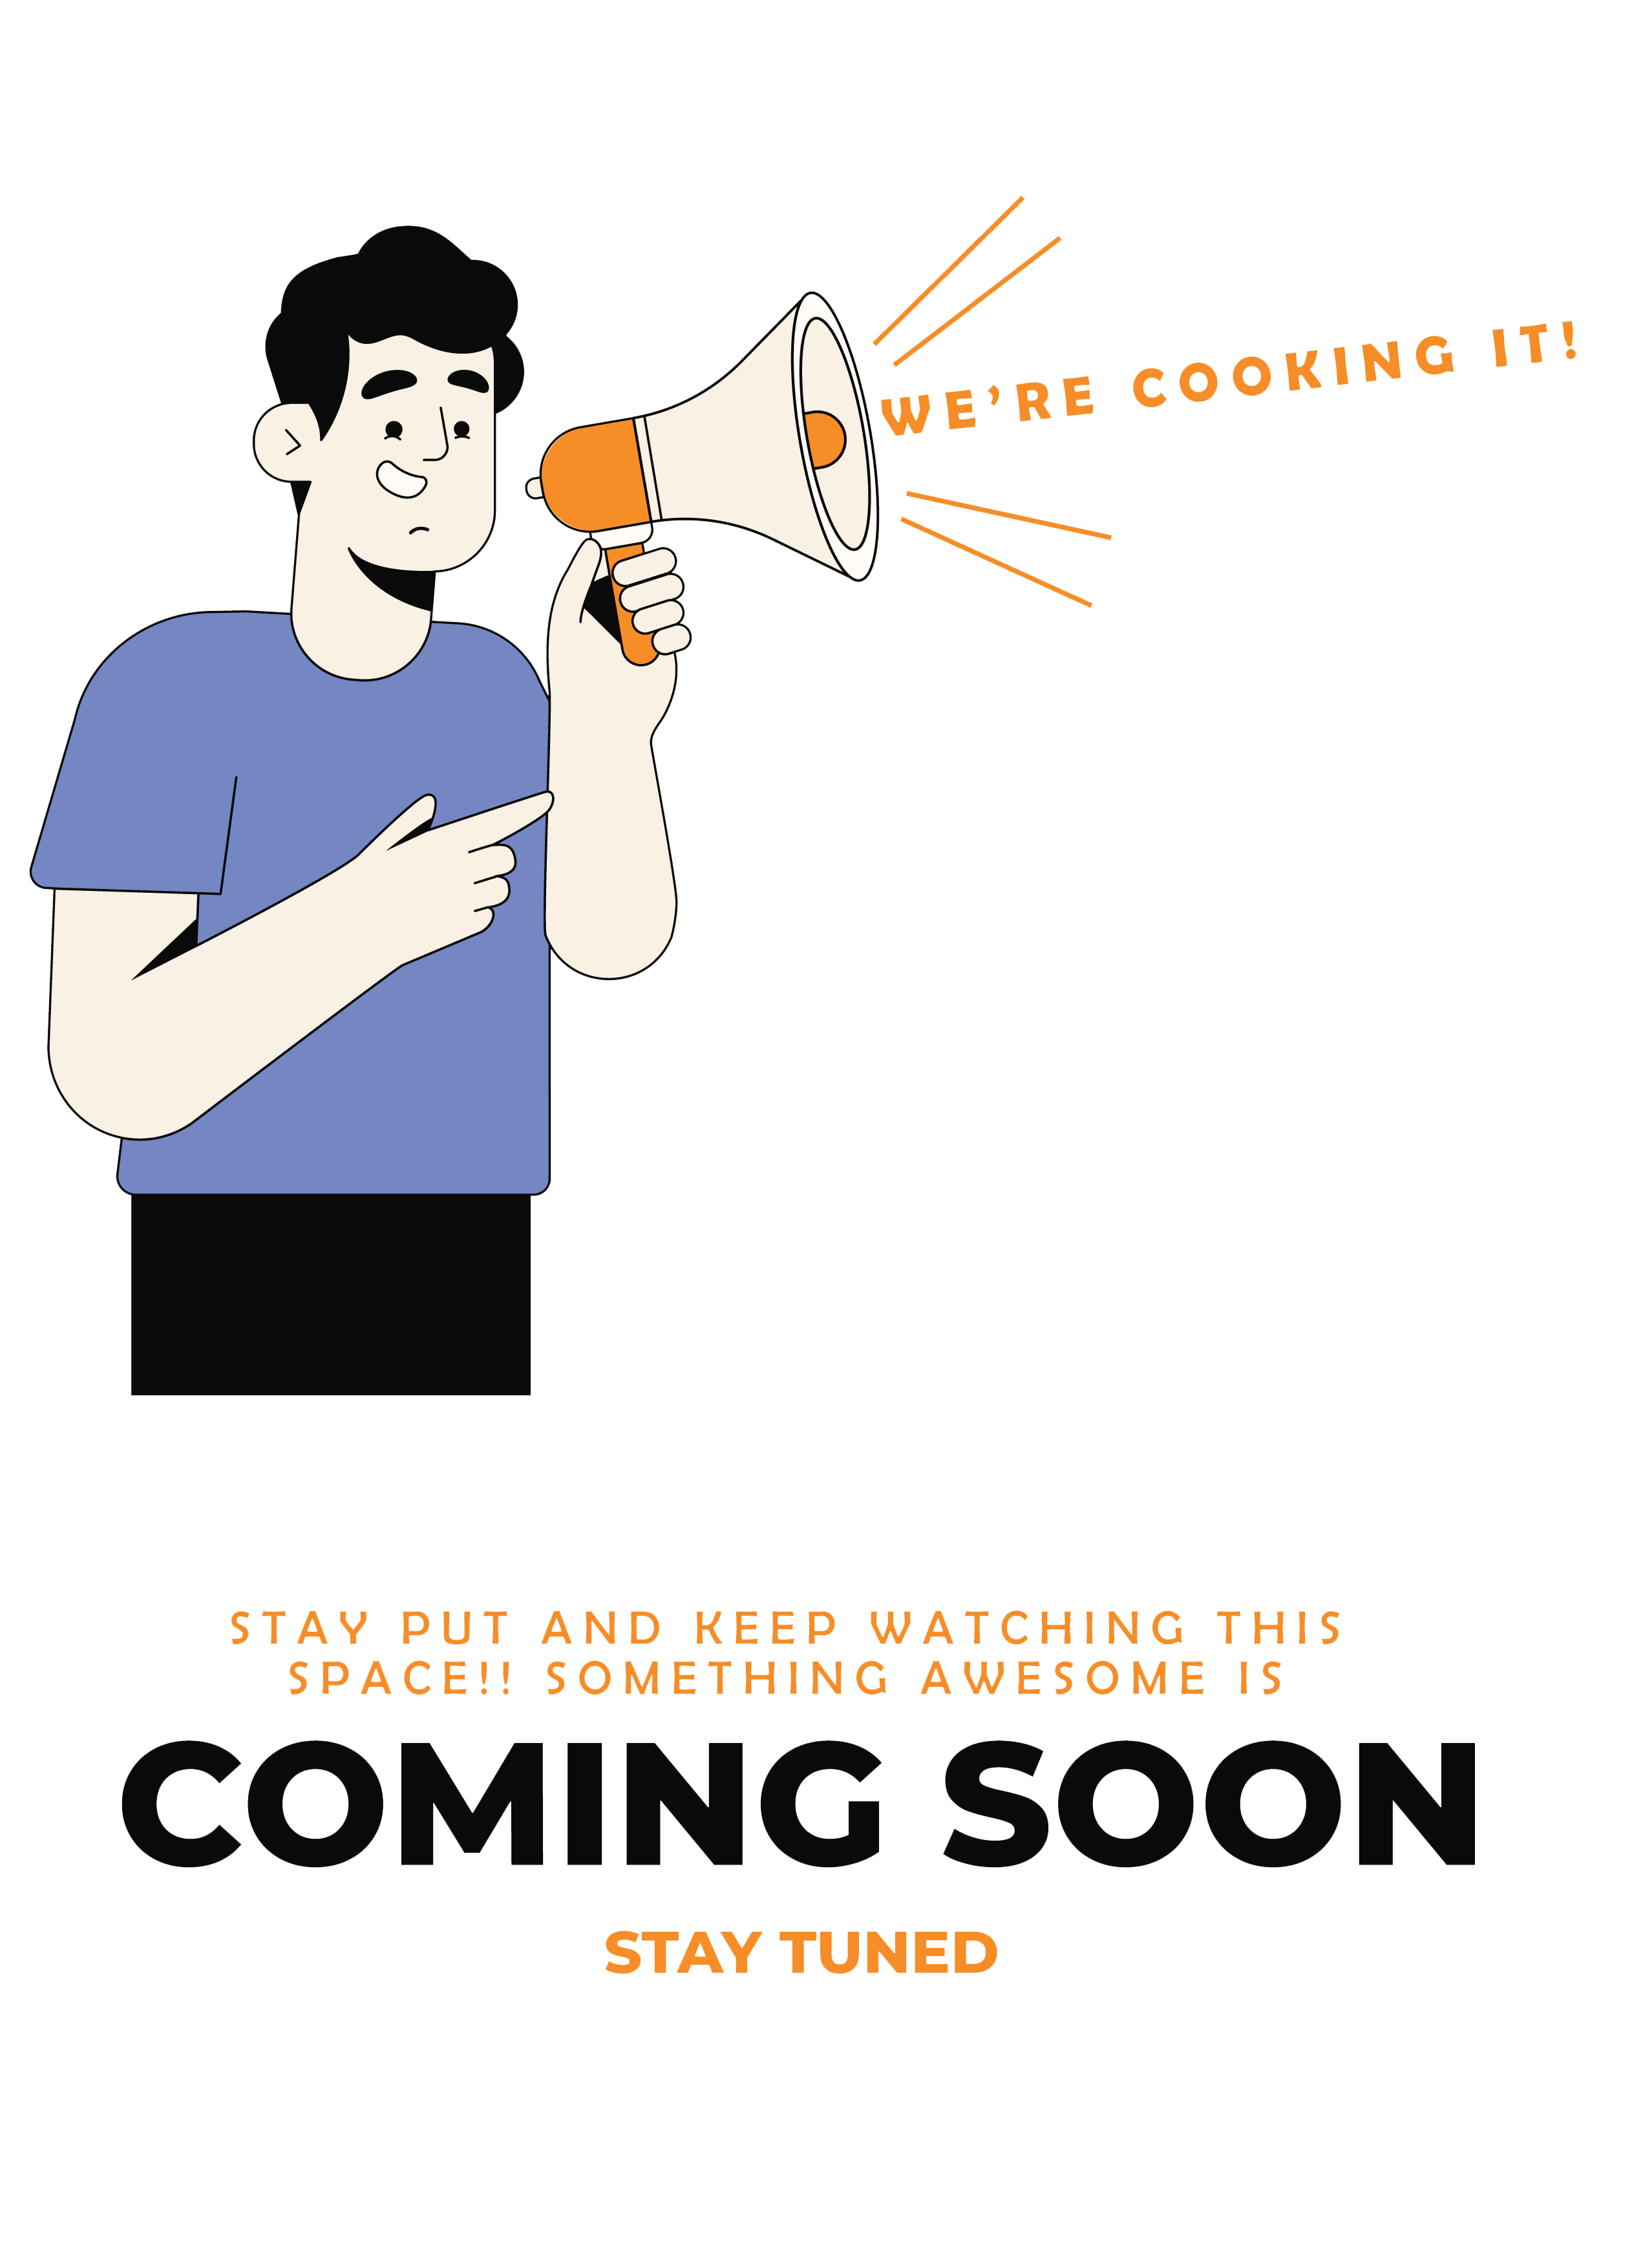 WE'RE COOKING IT!
STAY PUT AND KEEP WATCHING THIS
SPACE!! SOMETHING AWESOME IS
COMING SOON
STAY TUNED